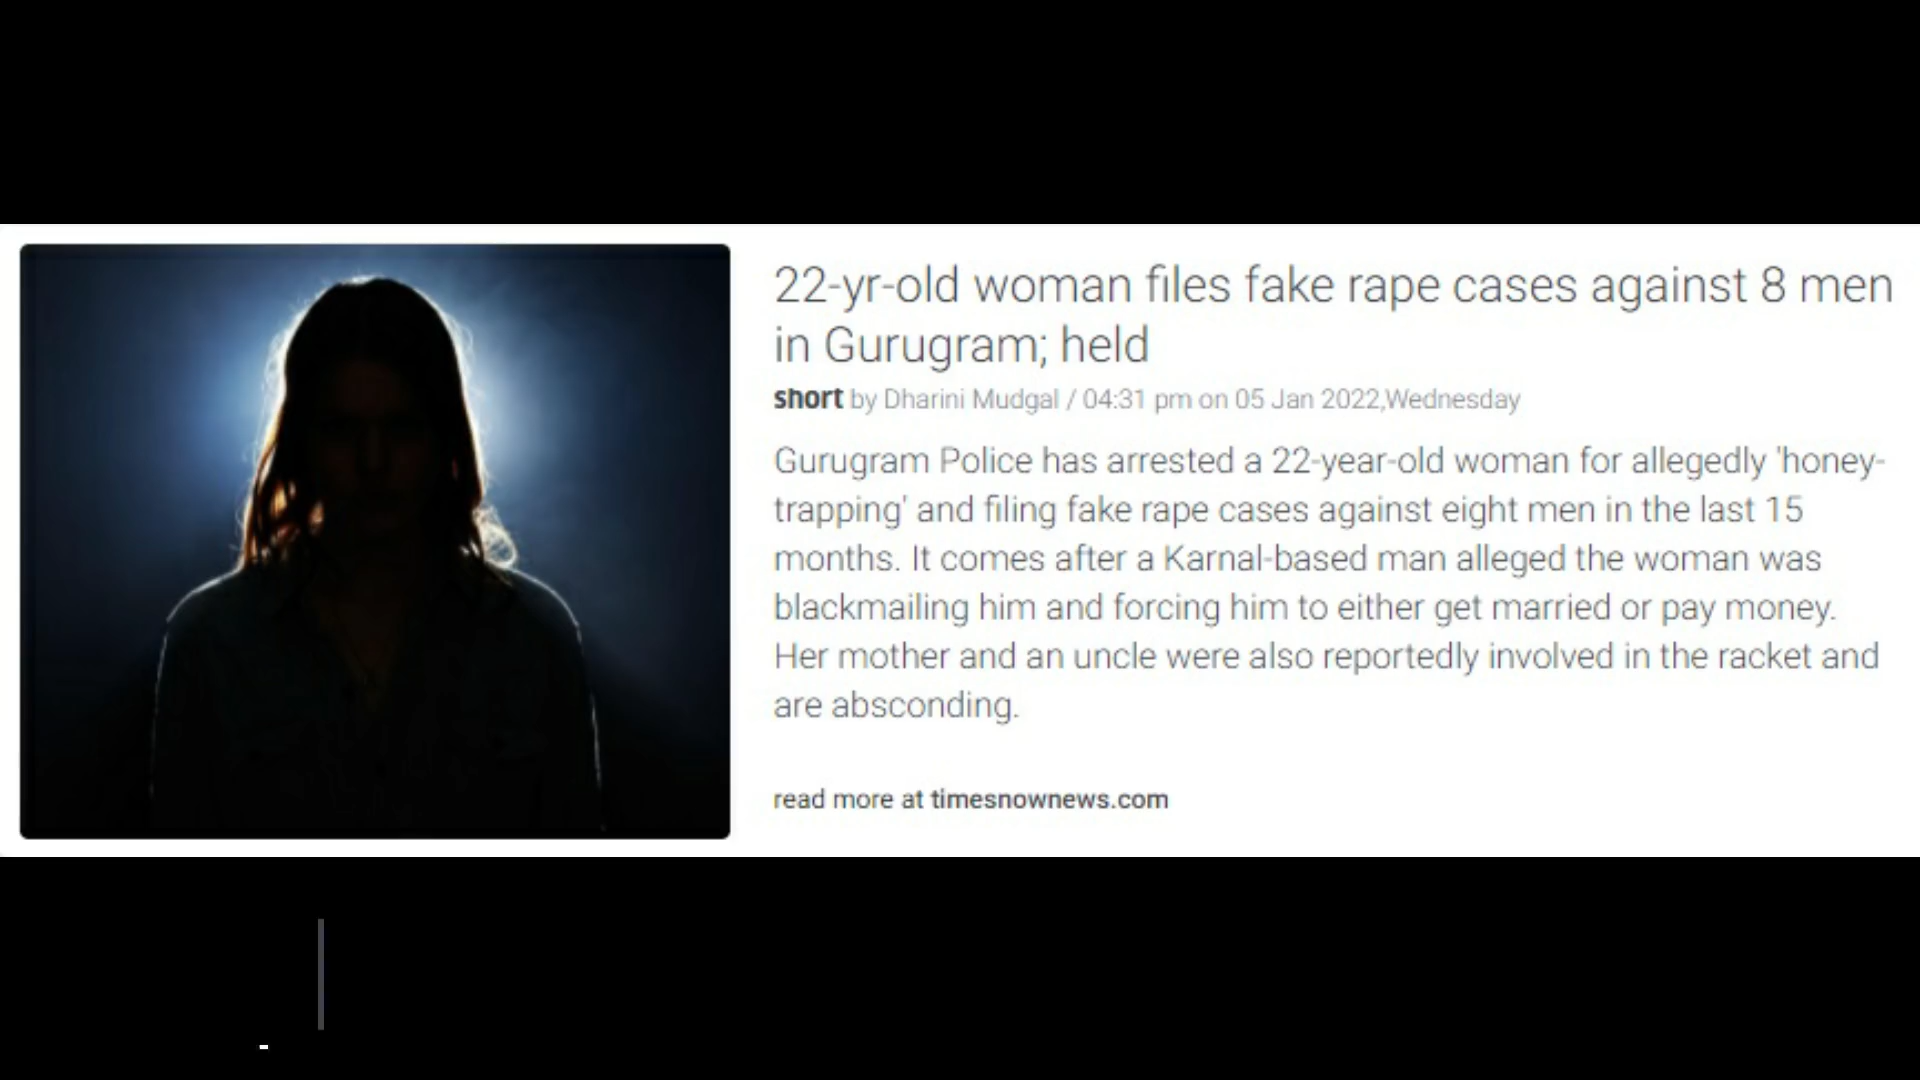 22-yr-old woman files fake rape cases against 8 men
in Gurugram; held
short by Dharini Mudgal / 04:31 pm on 05 Jan 2022,Wednesday
Gurugram Police has arrested a 22-year-old woman for allegedly 'honey-
trapping' and filing fake rape cases against eight men in the last 15
months. It comes after a Karnal-based man alleged the woman was
blackmailing him and forcing him to either get married or pay money.
Her mother and an uncle were also reportedly involved in the racket and
are absconding.
read more at timesnownews.com